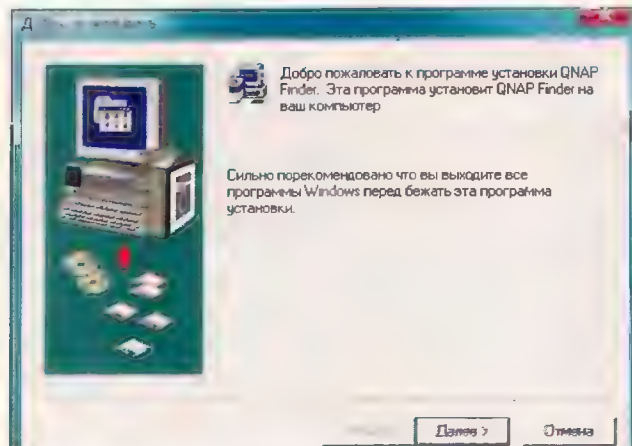 Добро пожаловать к программе установки QNAP
Finder. Эта программа установит QNAP Finder на
ваш компьютер
Сильно порекомендовано что вы выходите все
программы Windows перед бежать эта программа
установки.
Далее >
Отмена